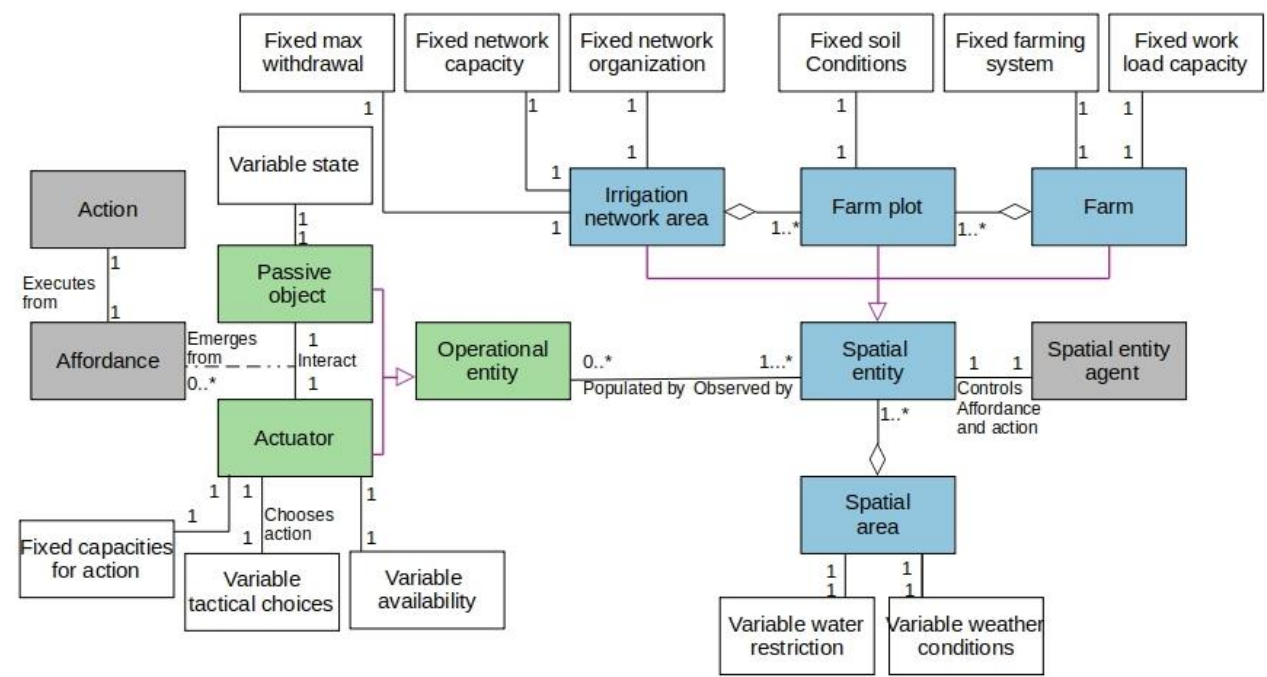 Fixed max
withdrawal
Fixed network
capacity
Fixed network
organization
Fixed soil
Conditions
Fixed farming
system
Fixed work
load capacity
1
1
1
1
1
1
Variable state
1
1
1
1
1
1
Action
Irrigation
network area
Farm plot
Farm
1
1
1
1..*
1..*
Passive
object
1
Executes
from
1
Affordance
Emerges
from
0..*
1
Interact
1
Operational
entity
0..*
1...*
Populated by
Observed by
Spatial
entity
1
1
Controls
Affordance
and action
Spatial entity
agent
1..*
Actuator
1
1
1
1
Chooses
action
1
1
Spatial
area
Fixed capacities
for action
Variable
tactical choices
Variable
availability
1
1
1
1
Variable water
restriction
Variable weather
conditions